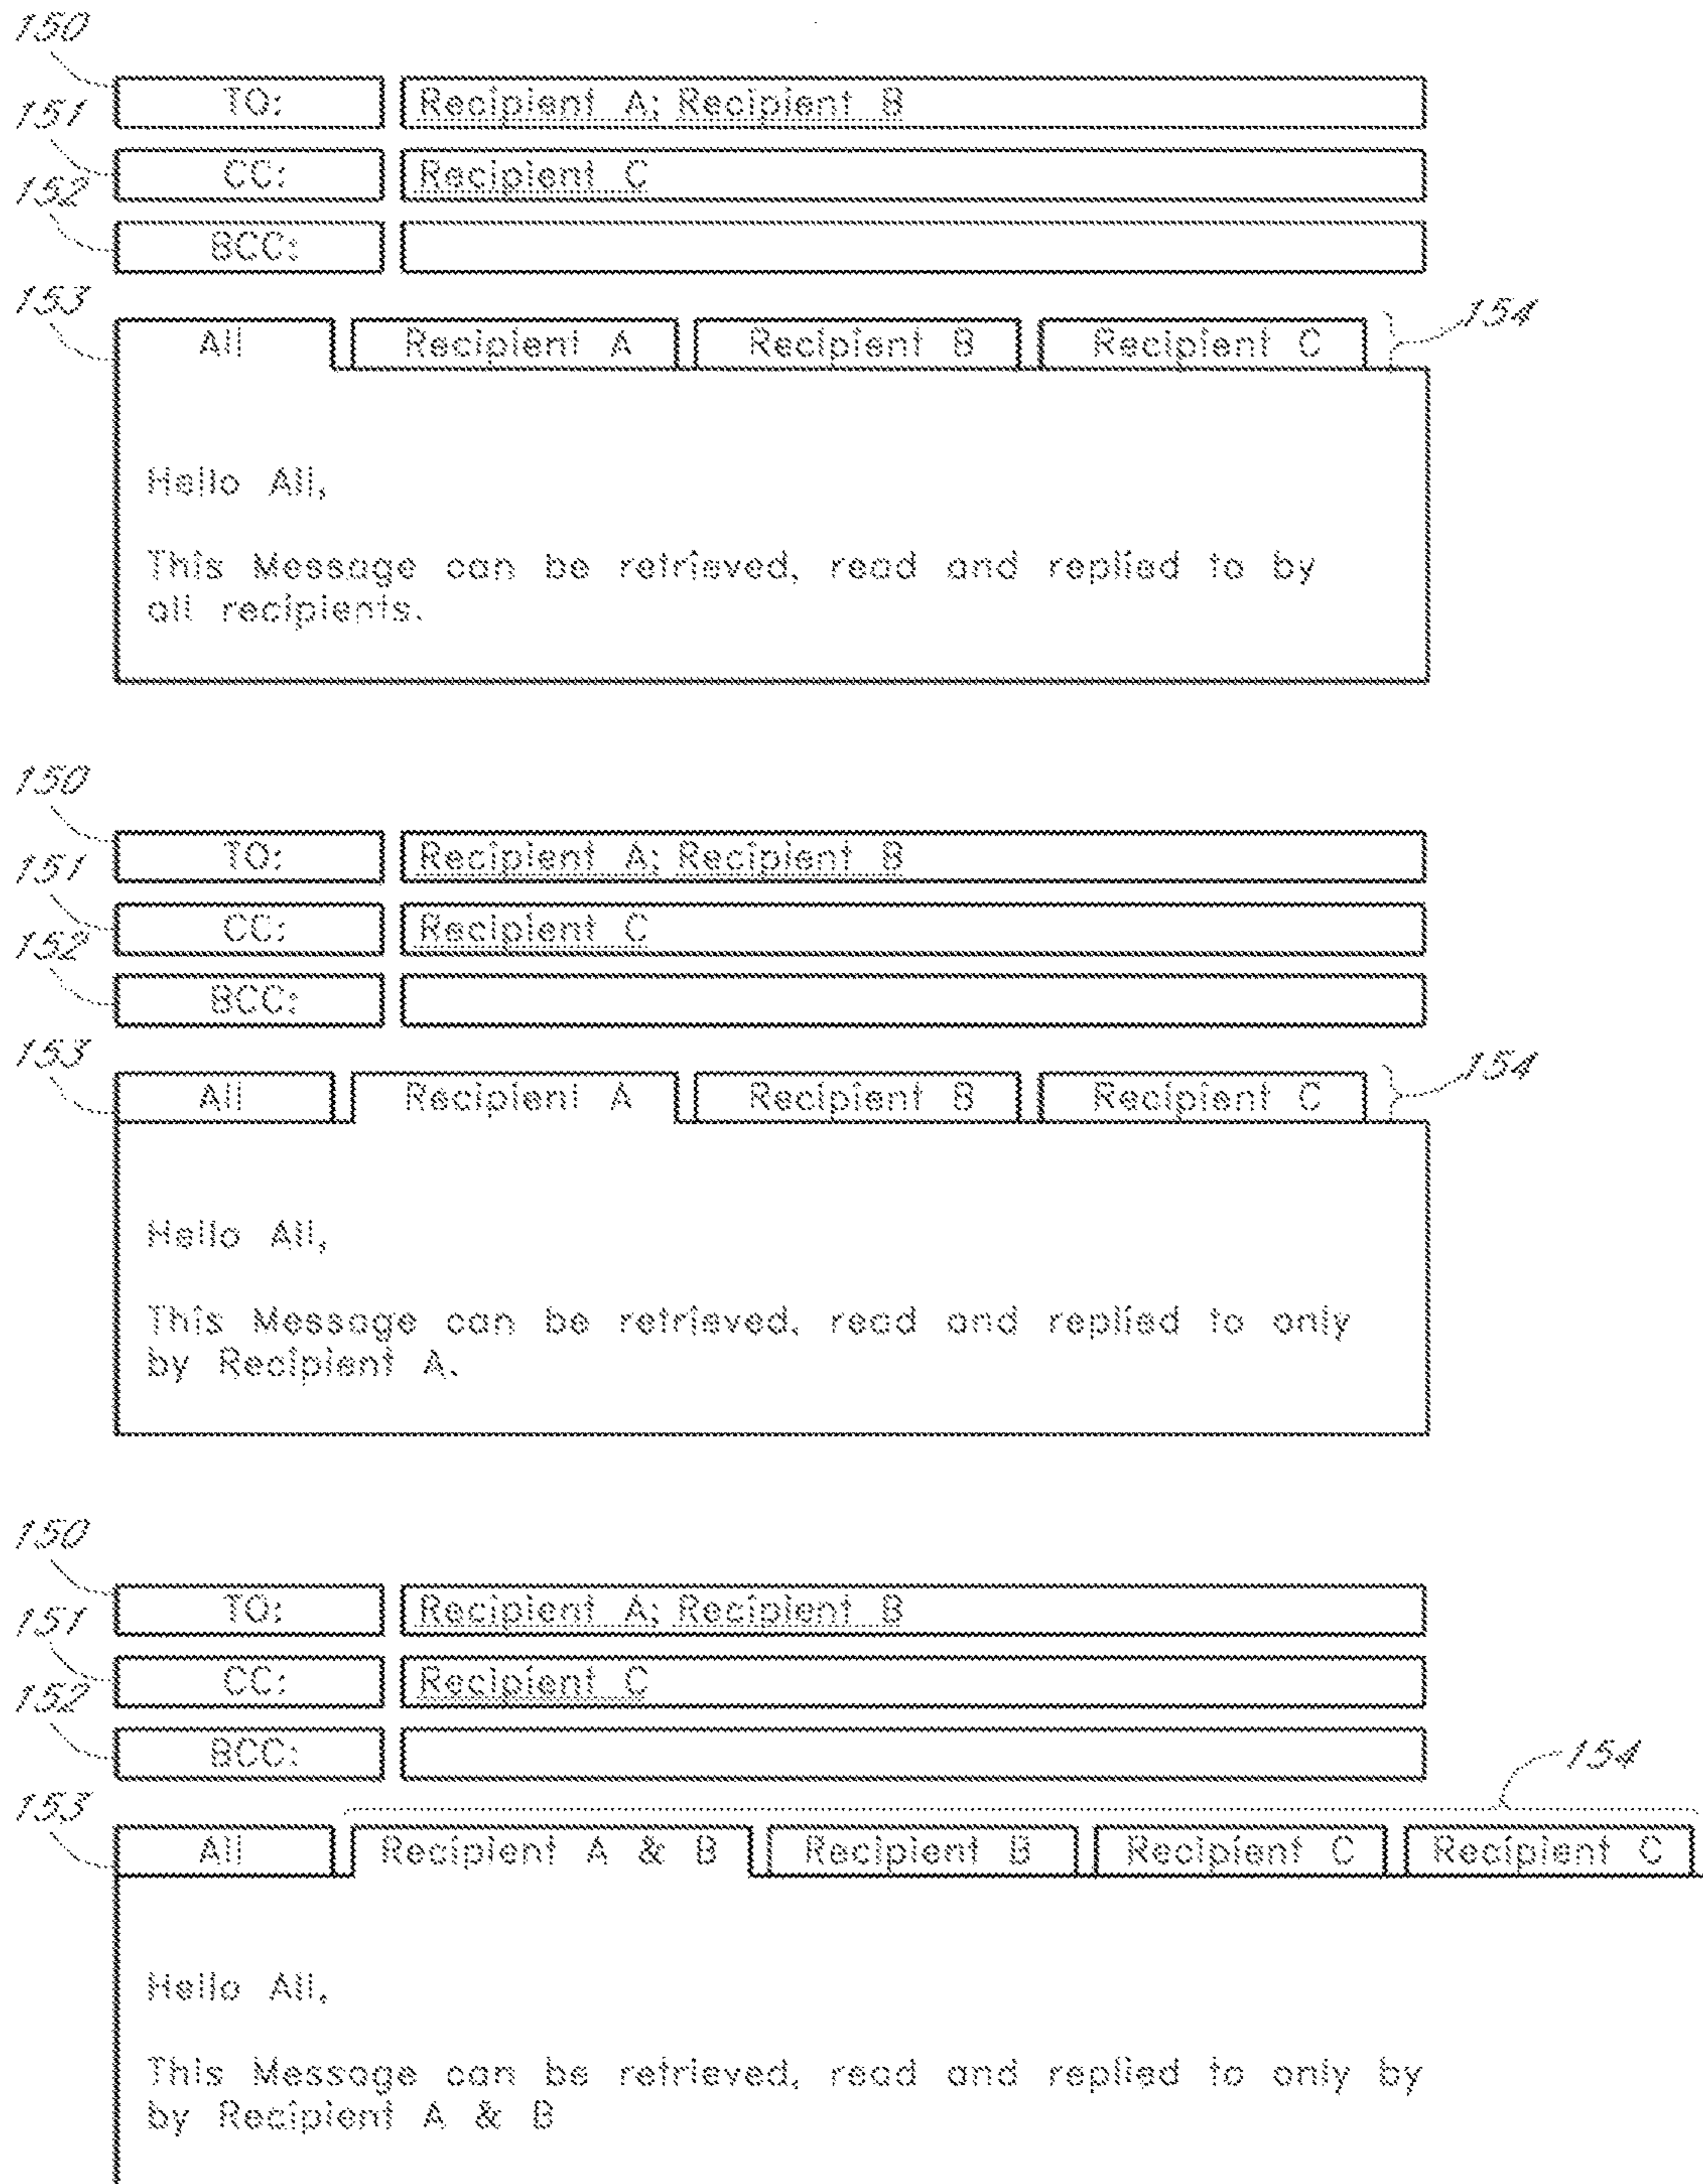 150
TO: Recipient A; Recipient B
151
CC: Recipient C
152
BCC:
153
154
All Recipient A Recipient B Recipient C
Hello All,
This Message can be retrieved, read and replied to by
all recipients.
150
TO: Recipient A; Recipient B
151
CC: Recipient C
152
BCC:
153
154
All Recipient A Recipient B Recipient C
Hello All,
This Message can be retrieved, read and replied to only
by Recipient A.
150
TO: Recipient A; Recipient B
151
CC: Recipient C
152
BCC:
154
153
All Recipient A & B Recipient B Recipient C Recipient C
Hello All,
This Message can be retrieved, read and replied to only by
by Recipient A & B